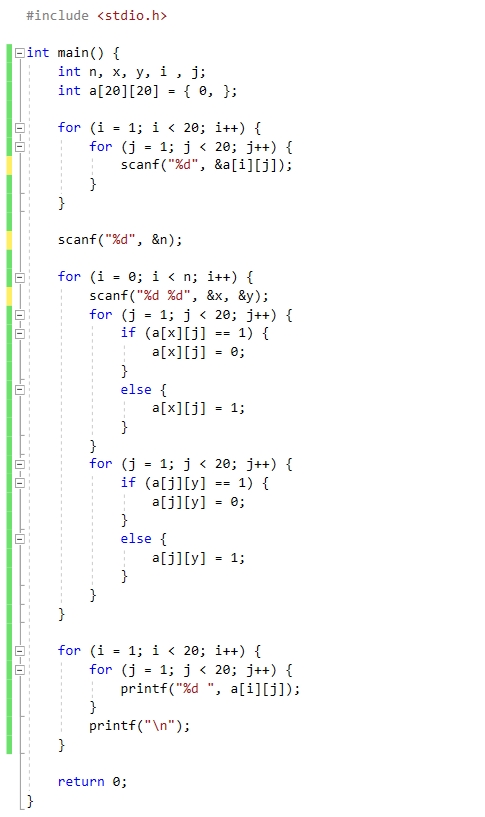 #include <stdio.h>
int main() {
int n, x, y, i , j;
int a[20][20] = { 0, };
for (i = 1; i < 20; i++) {
for (j = 1; j < 20; j++) {
scanf("%d", &a[i][j]);
}
}
scanf("%d", &n);
for (i = 0; i < n; i++) {
scanf("%d %d", &x, &y);
for (j = 1; j < 20; j++) {
if (a[x][j] == 1) {
a[x][j] = 0;
}
else {
a[x][j] = 1;
}
}
for (j = 1; j < 20; j++) {
if (a[j][y] == 1) {
a[j][y] = 0;
}
else {
a[j][y] = 1;
}
}
}
for (i = 1; i < 20; i++) {
for (j = 1; j < 20; j++) {
printf("%d ", a[i][j]);
}
printf("\n");
}
return 0;
}